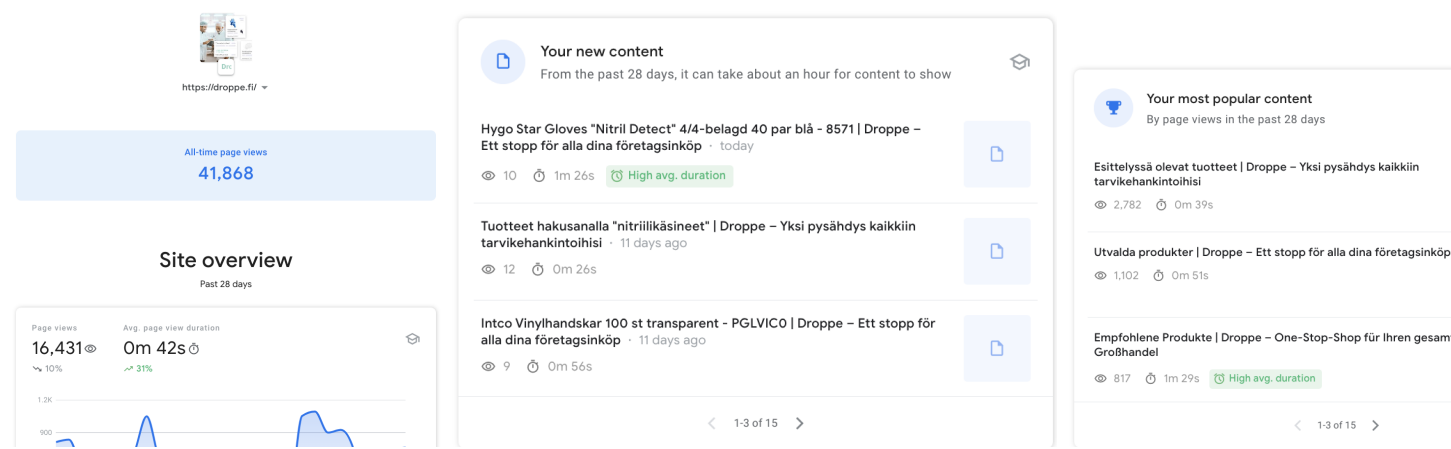 https://droppe.fi/
All-time page views
41,868
Site overview
Past 28 days
Page views
Avg. page view duration
16,431
0m 42s
10%
31%
1.2K
900
Your new content
From the past 28 days, it can take about an hour for content to show
Hygo Star Gloves "Nitril Detect" 4/4-belagd 40 par blå - 8571 | Droppe –
Ett stopp för alla dina företagsinköp · today
10 1m 26s High avg. duration
Tuotteet hakusanalla "nitriilikäsineet" | Droppe – Yksi pysähdys kaikkiin
tarvikehankintoihisi · 11 days ago
12 0m 26s
Intco Vinylhandskar 100 st transparent - PGLVIC0 | Droppe – Ett stopp för
alla dina företagsinköp · 11 days ago
9 0m 56s
1-3 of 15
Your most popular content
By page views in the past 28 days
Esittelyssä olevat tuotteet | Droppe – Yksi pysähdys kaikkiin
tarvikehankintoihisi
2,782 0m 39s
Utvalda produkter | Droppe – Ett stopp för alla dina företagsinköp
1,102 0m 51s
Empfohlene Produkte | Droppe – One-Stop-Shop für Ihren gesam
Großhandel
817 1m 29s High avg. duration
1-3 of 15